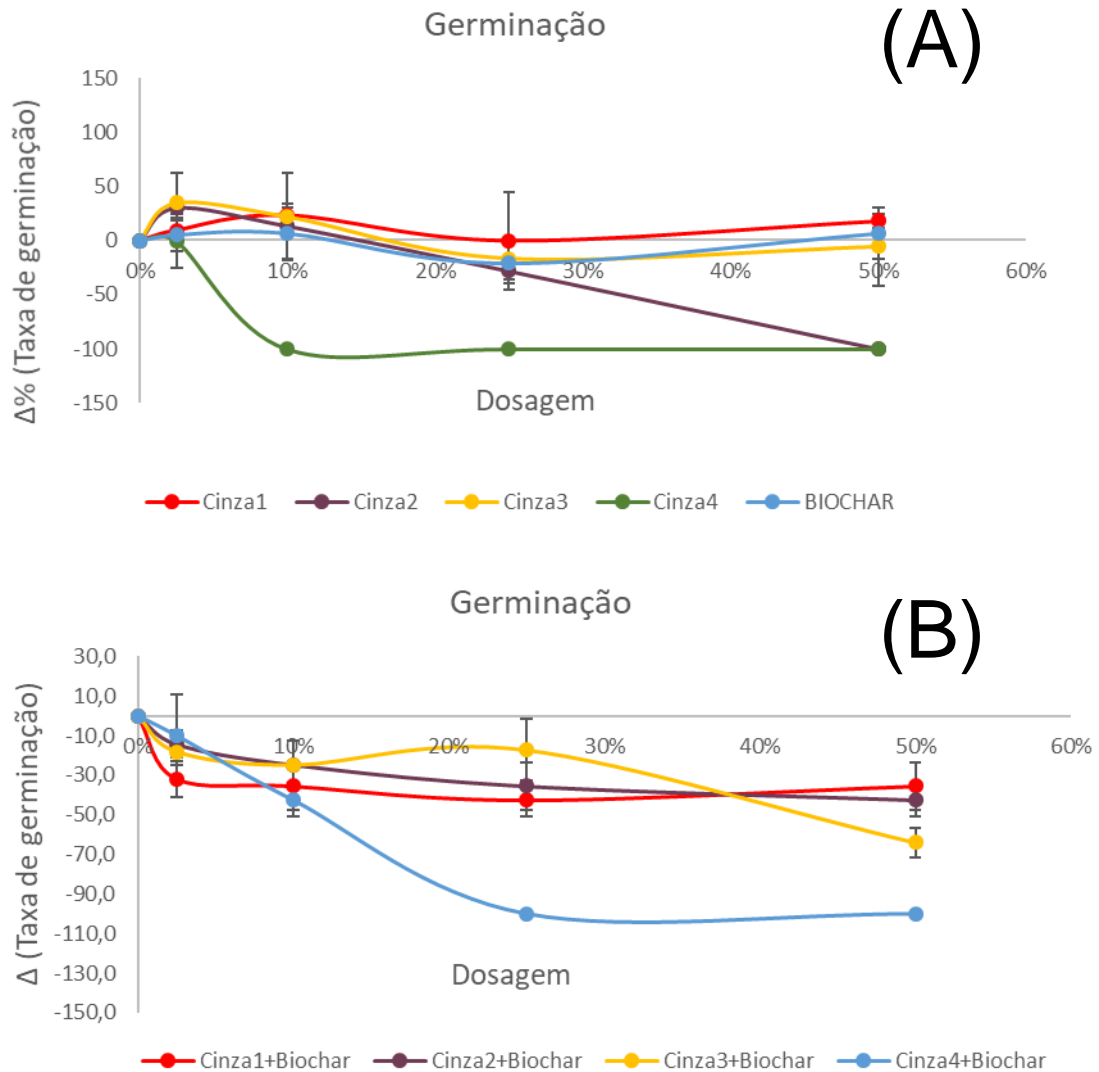 Germinação
(A)
Δ% (Taxa de germinação)
150
100
50
0
-50
-100
-150
0%
10%
20%
30%
40%
50%
60%
Dosagem
Cinza1
Cinza2
Cinza3
Cinza4
BIOCHAR
Germinação
(B)
Δ (Taxa de germinação)
30,0
10,0
-10,0
-30,0
-50,0
-70,0
-90,0
-110,0
-130,0
-150,0
0%
10%
20%
30%
40%
50%
60%
Dosagem
Cinza1+Biochar
Cinza2+Biochar
Cinza3+Biochar
Cinza4+Biochar